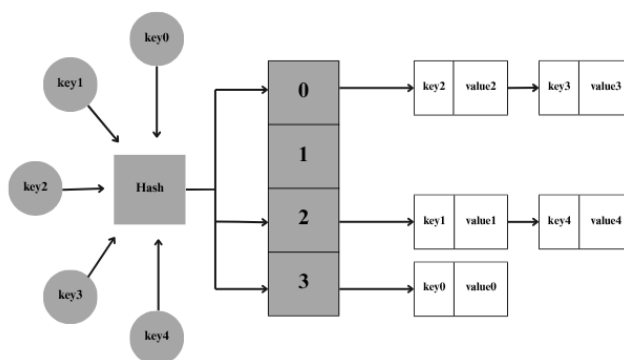 key0
key1
key2
key3
key4
Hash
0
1
2
3
key2 value2
key3 value3
key1 value1
key4 value4
key0 value0